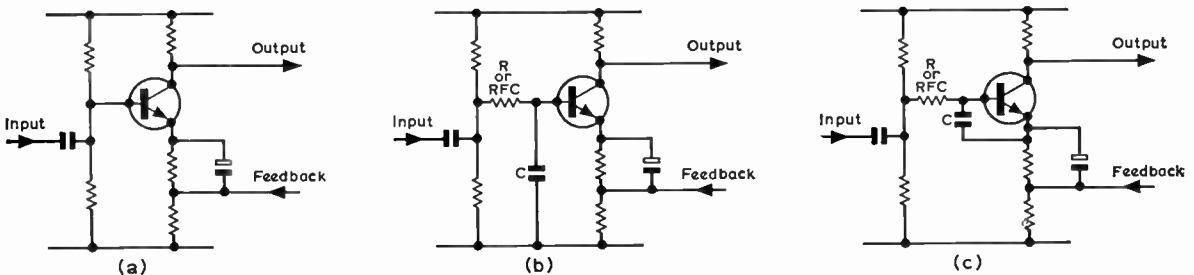 Output
Input
Feedback
(a)
Output
R
or
RFC
Input
C
Feedback
(b)
Output
R
or
RFC
C
Input
Feedback
(c)